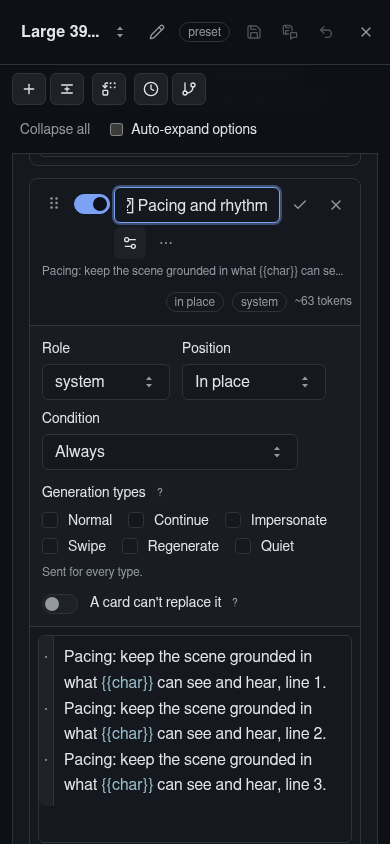 Large 39...
preset
Collapse all
Auto-expand options
Pacing and rhythm
Pacing: keep the scene grounded in what {{char}} can se...
in place
system
~63 tokens
Role
Position
system
In place
Condition
Always
Generation types ?
Normal
Continue
Impersonate
Swipe
Regenerate
Quiet
Sent for every type.
A card can't replace it ?
Pacing: keep the scene grounded in
what {{char}} can see and hear, line 1.
Pacing: keep the scene grounded in
what {{char}} can see and hear, line 2.
Pacing: keep the scene grounded in
what {{char}} can see and hear, line 3.